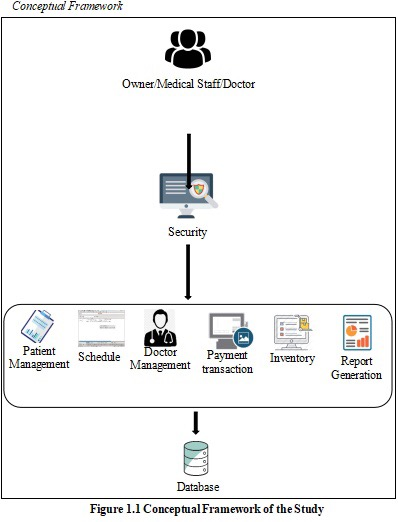 Conceptual Framework
Owner/Medical Staff/Doctor
Security
Patient
Management
Schedule
Doctor
Management
Payment
transaction
Inventory
Report
Generation
Database
Figure 1.1 Conceptual Framework of the Study